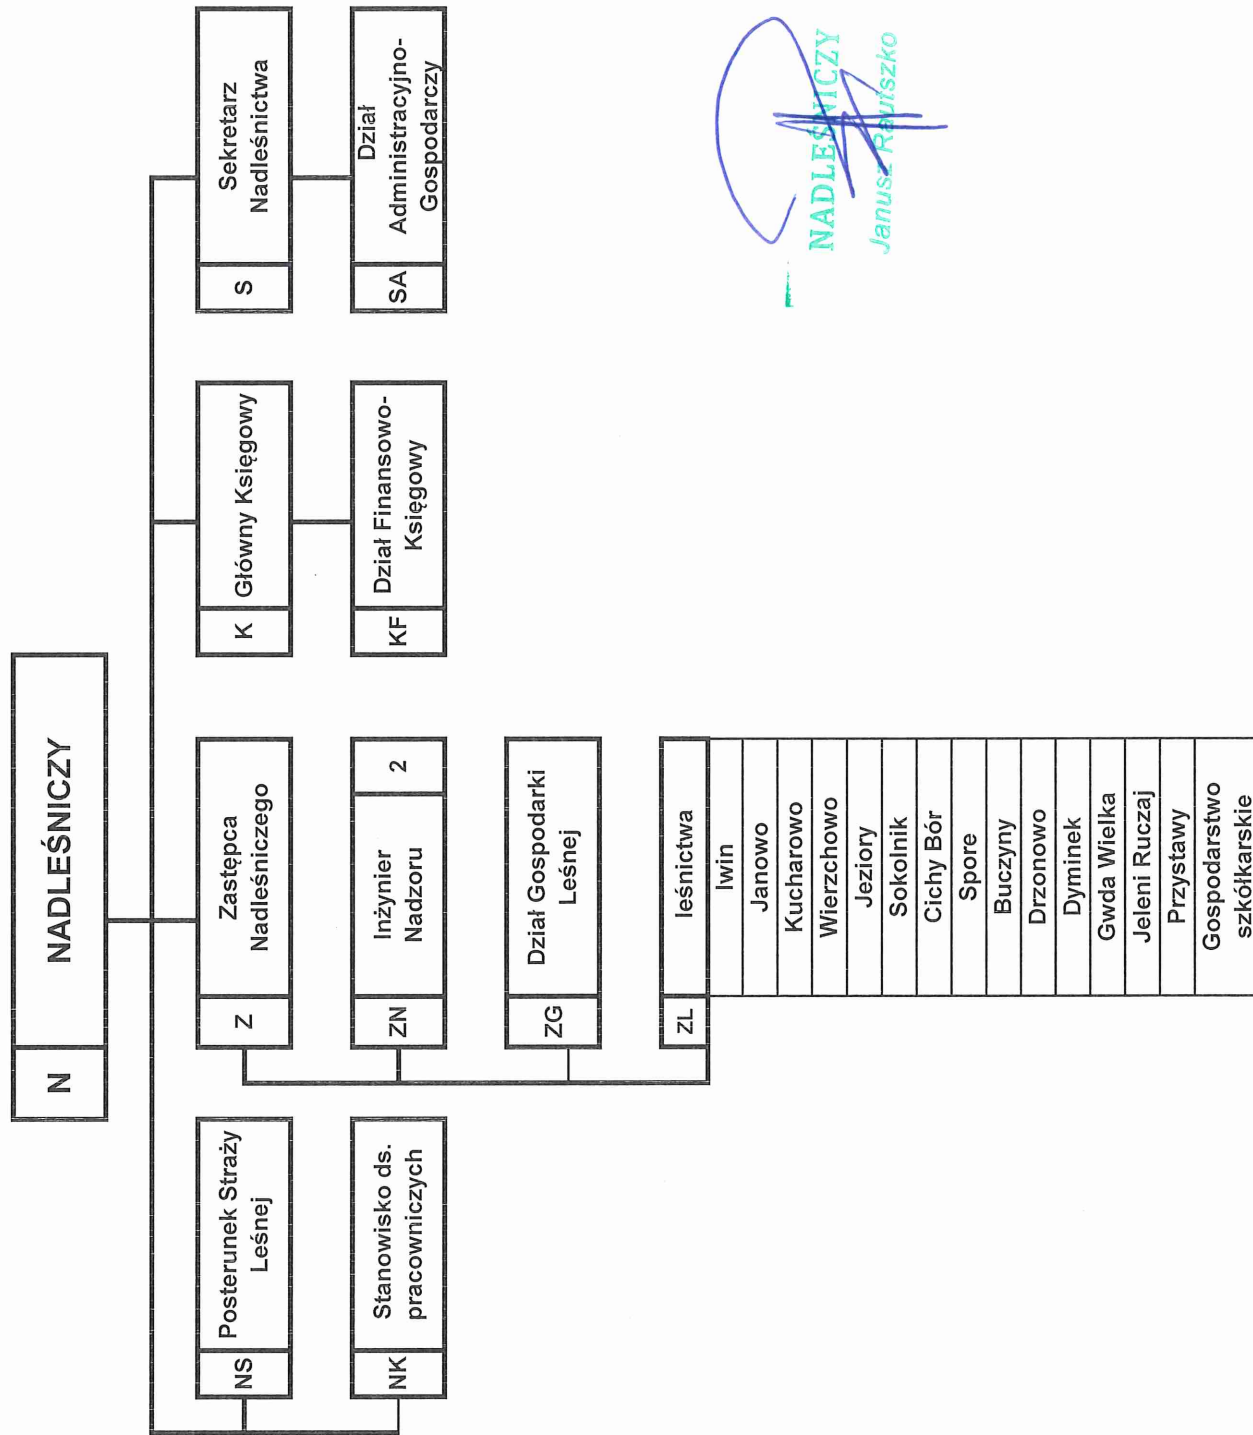 N
NADLEŚNICZY
NS
Posterunek Straży
Leśnej
NK
Stanowisko ds.
pracowniczych
Z
Zastępca
Nadleśniczego
ZN
Inżynier
Nadzoru
2
ZG
Dział Gospodarki
Leśnej
ZL
leśnictwa
Iwin
Janowo
Kucharowo
Wierzchowo
Jeziory
Sokolnik
Cichy Bór
Spore
Buczyny
Drzonowo
Dyminek
Gwda Wielka
Jeleni Ruczaj
Przystawy
Gospodarstwo
szkółkarskie
K
Główny Księgowy
KF
Dział Finansowo-
Księgowy
S
Sekretarz
Nadleśnictwa
SA
Dział
Administracyjno-
Gospodarczy
NADLEŚNICZY
Janusz Rautszko